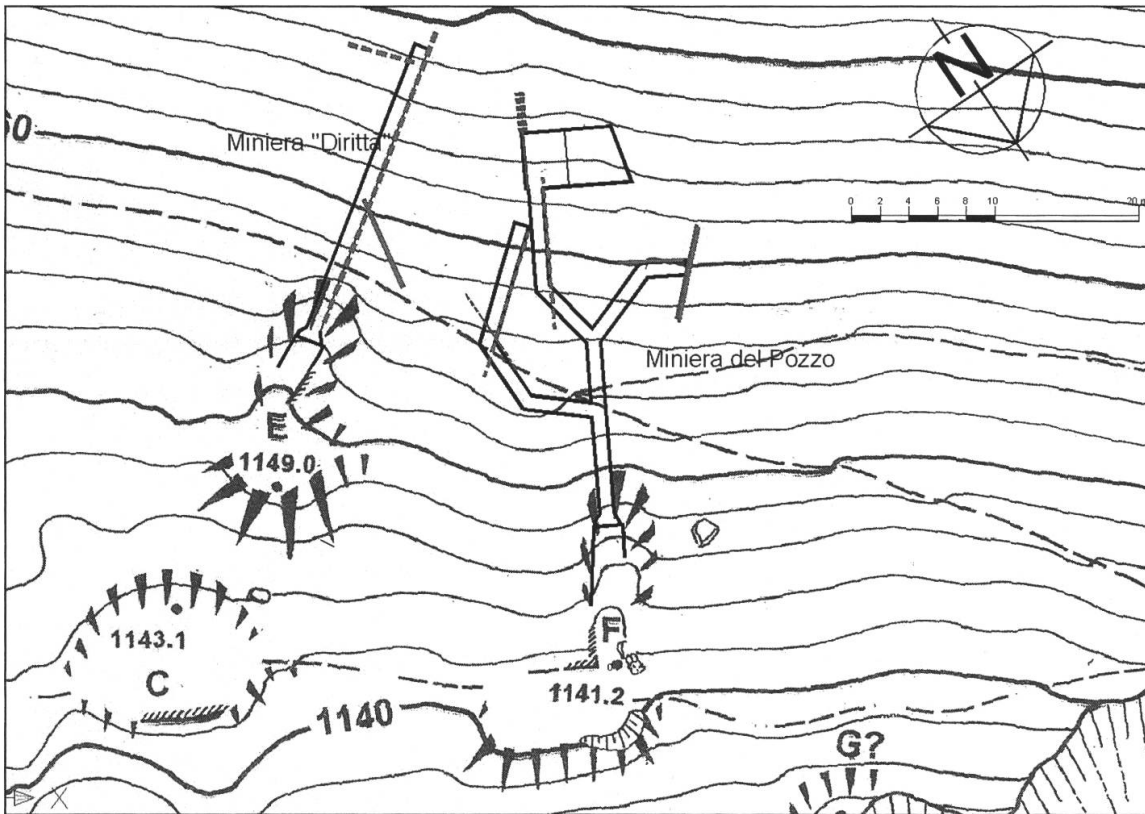 N
60
Miniera "Diritta"
0 2 4 6 8 10 20 m
Miniera del Pozzo
E
1149.0
1143.1
C
F
1141.2
1140
G?
X